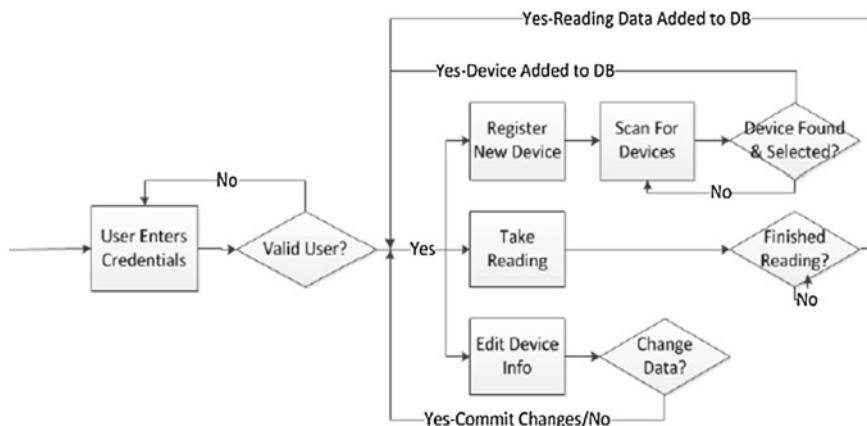 Yes-Reading Data Added to DB
Yes-Device Added to DB
Register
New Device
Scan For
Devices
Device Found
& Selected?
No
No
User Enters
Credentials
Valid User?
Yes
Take
Reading
Finished
Reading?
No
Edit Device
Info
Change
Data?
Yes-Commit Changes/No